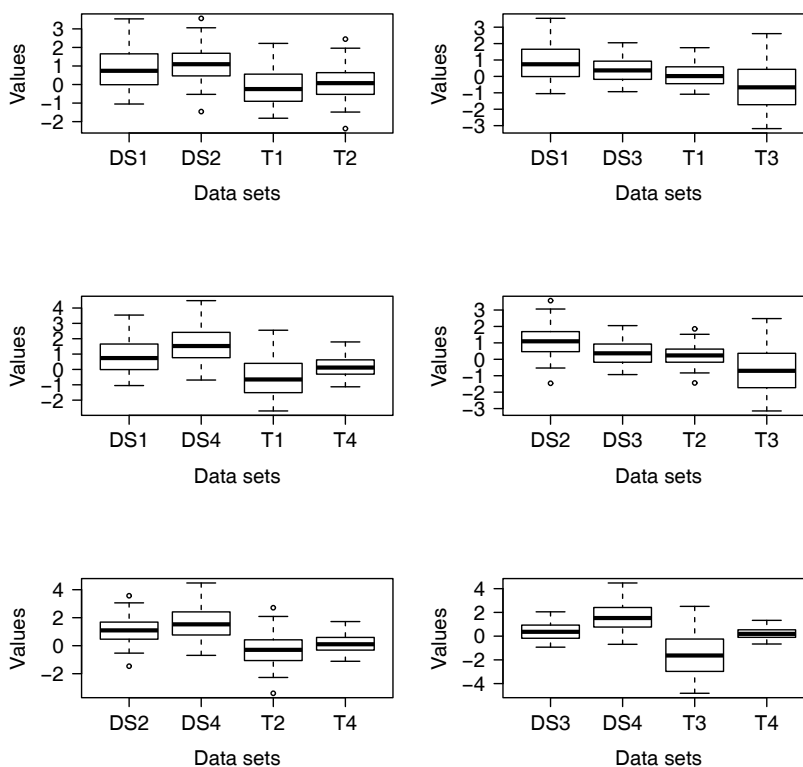 Values
3
2
1
0
−1
−2
DS1 DS2 T1 T2
Data sets
Values
3
2
1
0
−1
−2
−3
DS1 DS3 T1 T3
Data sets
Values
4
3
2
1
0
−2
DS1 DS4 T1 T4
Data sets
Values
3
2
1
0
−1
−2
−3
DS2 DS3 T2 T3
Data sets
Values
4
2
0
−2
DS2 DS4 T2 T4
Data sets
Values
4
2
0
−2
−4
DS3 DS4 T3 T4
Data sets